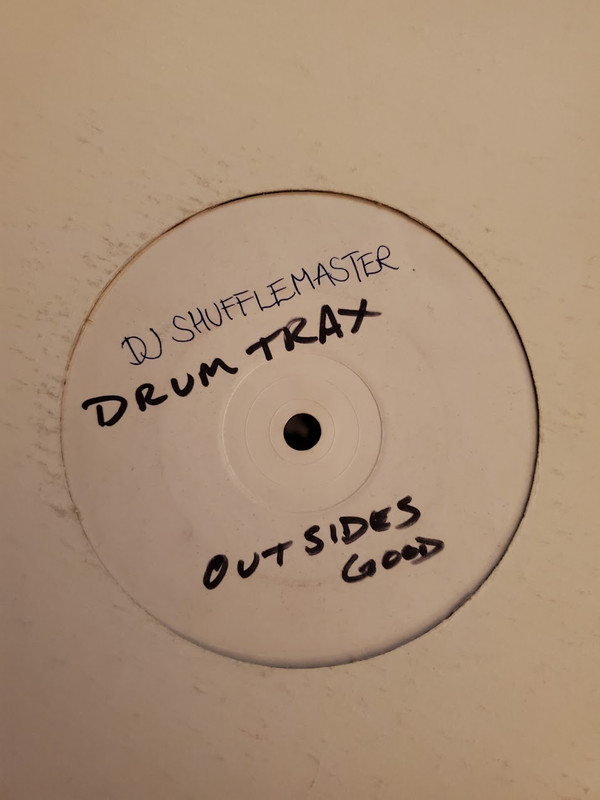 DJ SHUFFLEMASTER.
DRUM TRAX
OUTSIDES
GOOD